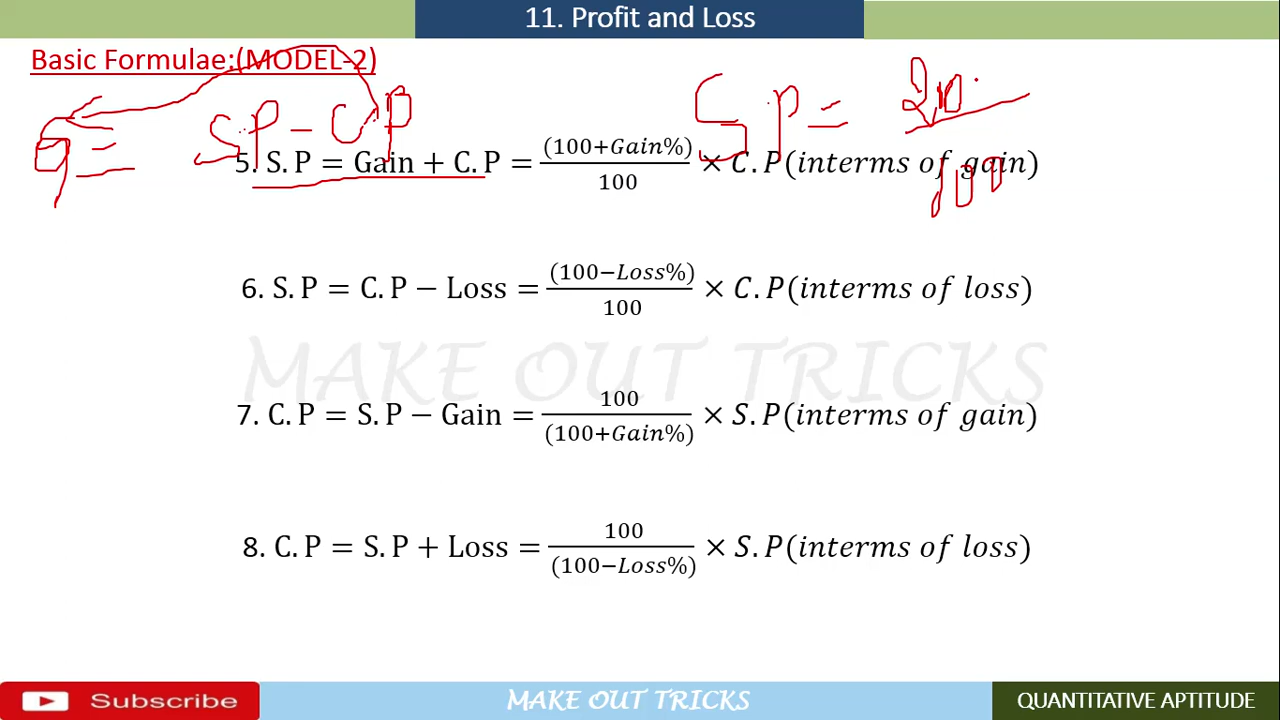 11. Profit and Loss
Basic Formulae:(MODEL-2)
g = SP - CP
SP = 20 / 100
5. S.P = Gain + C.P = (100+Gain%)/100 × C.P(interms of gain)
6. S.P = C.P − Loss = (100−Loss%)/100 × C.P(interms of loss)
MAKE OUT TRICKS
7. C.P = S.P − Gain = 100/(100+Gain%) × S.P(interms of gain)
8. C.P = S.P + Loss = 100/(100−Loss%) × S.P(interms of loss)
Subscribe
MAKE OUT TRICKS
QUANTITATIVE APTITUDE